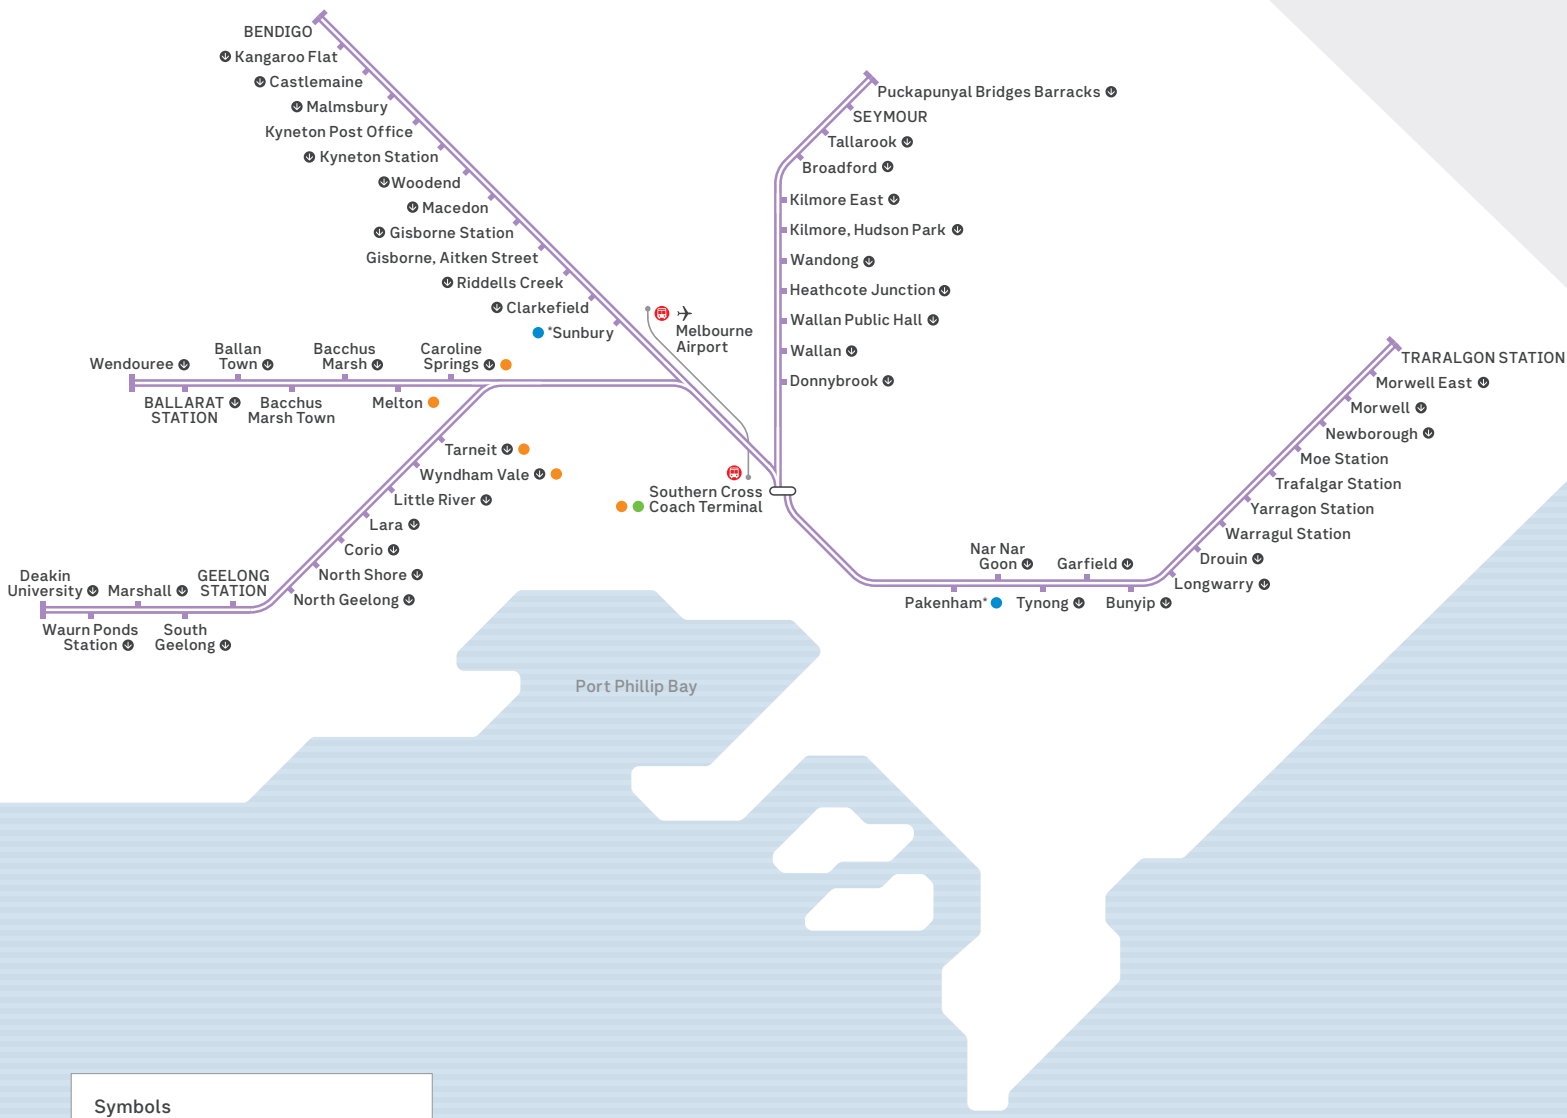 BENDIGO
Kangaroo Flat
Castlemaine
Malmsbury
Kyneton Post Office
Kyneton Station
Woodend
Macedon
Gisborne Station
Gisborne, Aitken Street
Riddells Creek
Clarkefield
*Sunbury
Puckapunyal Bridges Barracks
SEYMOUR
Tallarook
Broadford
Kilmore East
Kilmore, Hudson Park
Wandong
Heathcote Junction
Wallan Public Hall
Wallan
Donnybrook
Melbourne
Airport
Wendouree
Ballan
Town
Bacchus
Marsh
Caroline
Springs
BALLARAT
STATION
Bacchus
Marsh Town
Melton
Tarneit
Wyndham Vale
Little River
Lara
Corio
North Shore
North Geelong
Southern Cross
Coach Terminal
Deakin
University
Marshall
GEELONG
STATION
Waurn Ponds
Station
South
Geelong
TRARALGON STATION
Morwell East
Morwell
Newborough
Moe Station
Trafalgar Station
Yarragon Station
Warragul Station
Drouin
Longwarry
Nar Nar
Goon
Garfield
Pakenham*
Tynong
Bunyip
Port Phillip Bay
Symbols